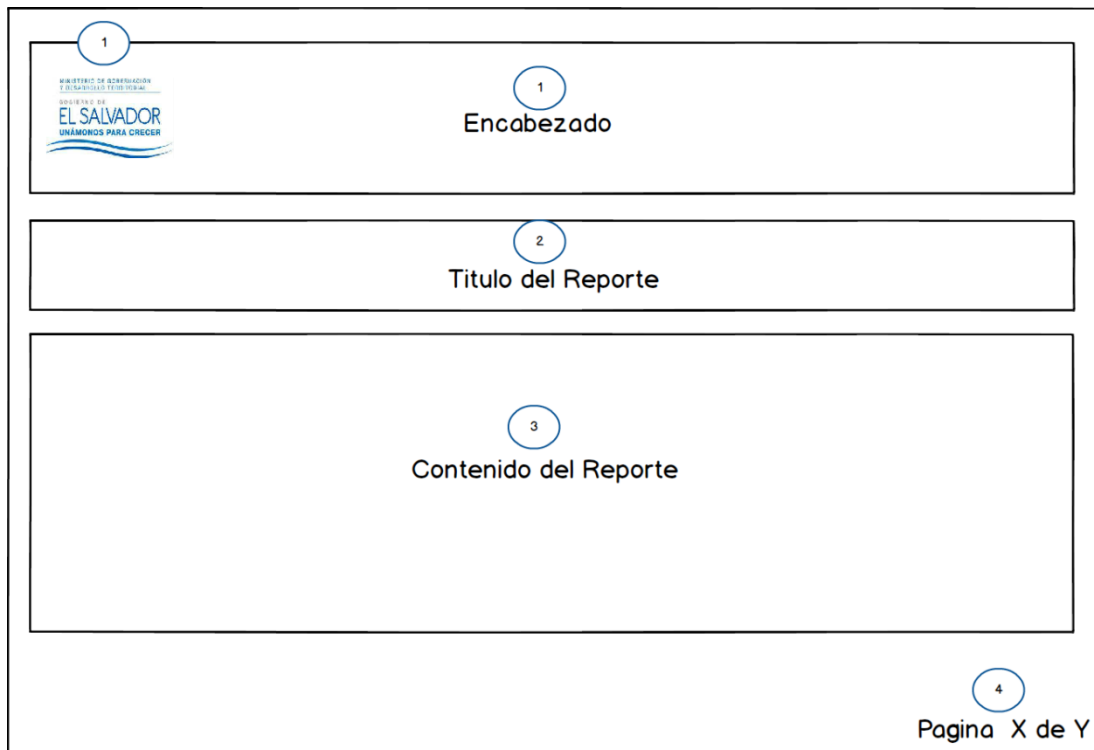 1
MINISTERIO DE GOBERNACIÓN
Y DESARROLLO TERRITORIAL
GOBIERNO DE
EL SALVADOR
UNÁMONOS PARA CRECER
1
Encabezado
2
Titulo del Reporte
3
Contenido del Reporte
4
Pagina X de Y